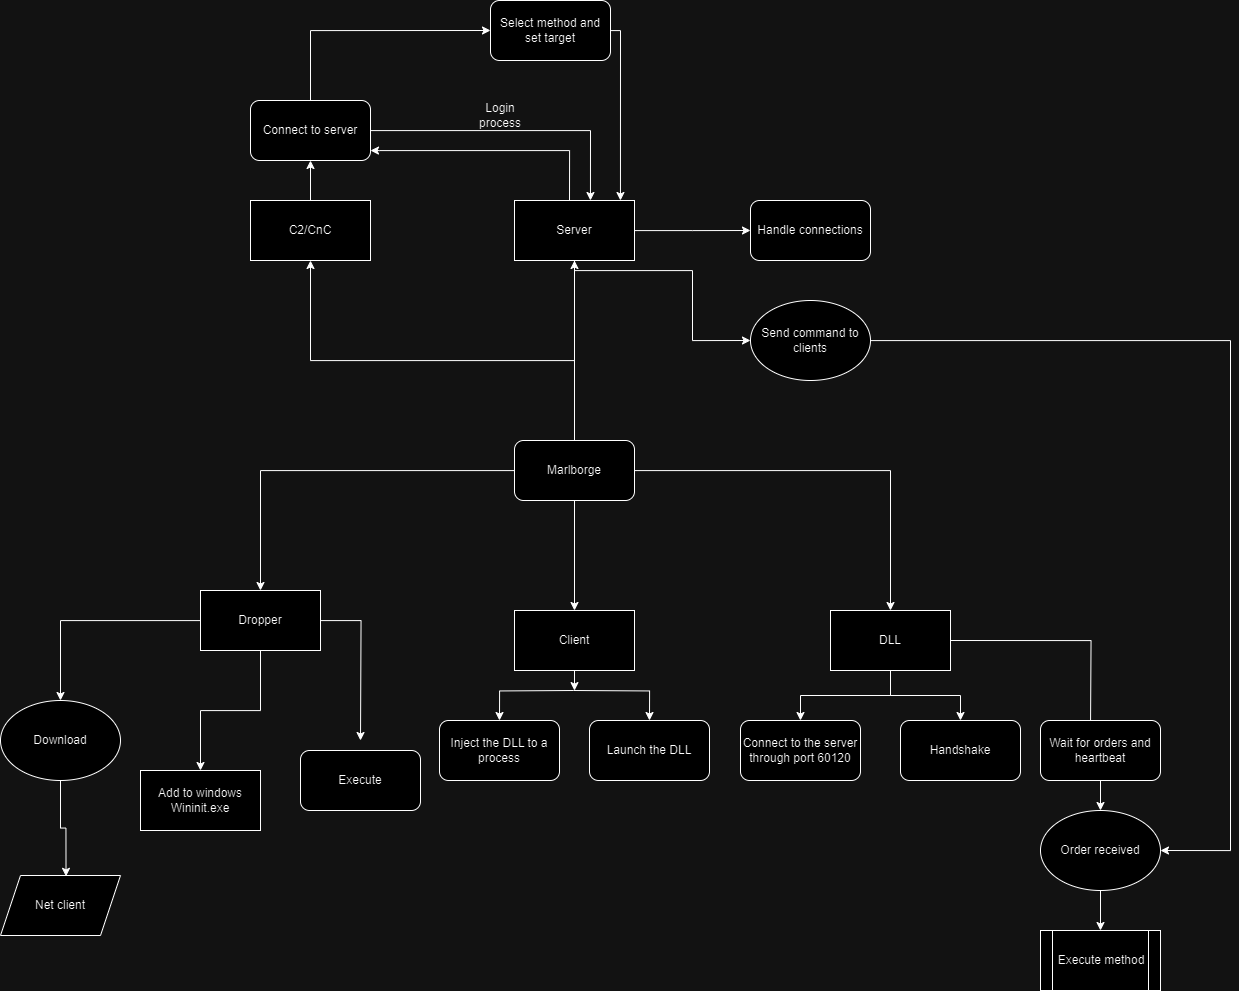 Select method and
set target
Login
process
Connect to server
C2/CnC
Server
Handle connections
Send command to
clients
Marlborge
Dropper
Client
DLL
Download
Inject the DLL to a
process
Launch the DLL
Connect to the server
through port 60120
Handshake
Wait for orders and
heartbeat
Add to windows
Wininit.exe
Execute
Order received
Net client
Execute method